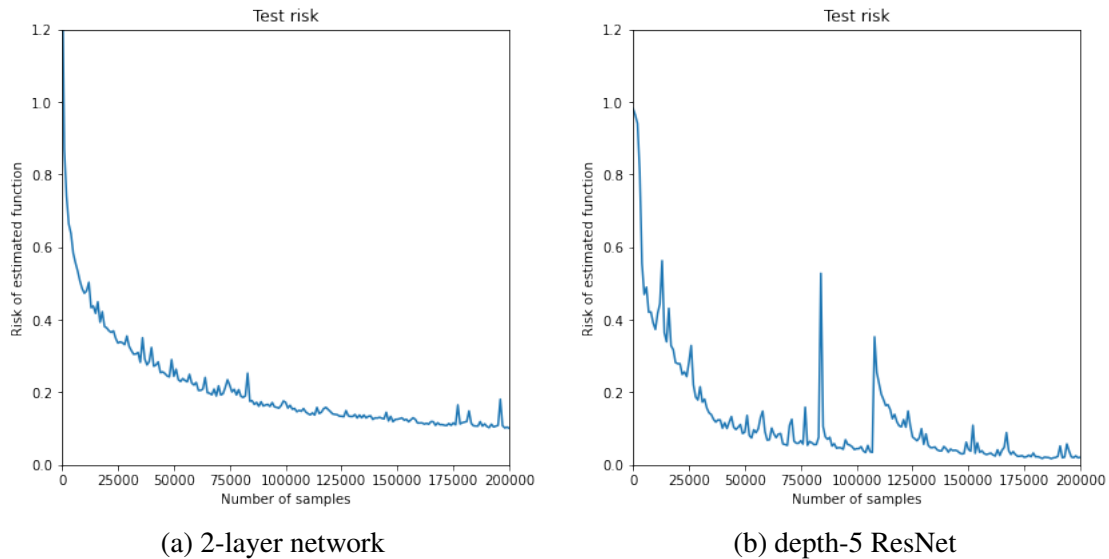 Test risk
1.2
1.0
0.8
0.6
0.4
0.2
0.0
Risk of estimated function
0 25000 50000 75000 100000 125000 150000 175000 200000
Number of samples
(a) 2-layer network
Test risk
1.2
1.0
0.8
0.6
0.4
0.2
0.0
Risk of estimated function
0 25000 50000 75000 100000 125000 150000 175000 200000
Number of samples
(b) depth-5 ResNet